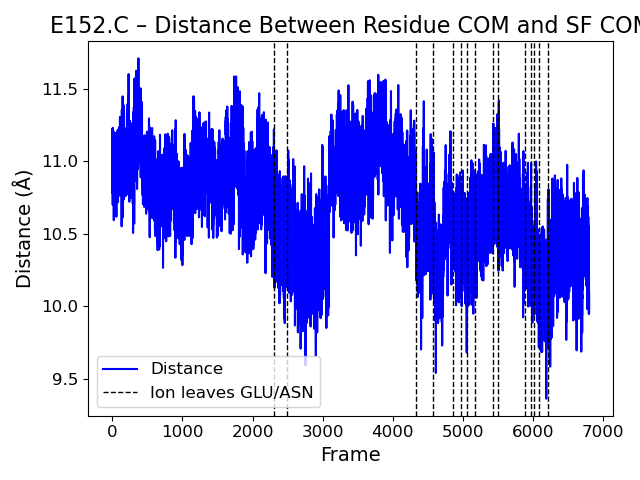 E152.C – Distance Between Residue COM and SF COM
Distance (Å)
11.5
11.0
10.5
10.0
9.5
Distance
Ion leaves GLU/ASN
0 1000 2000 3000 4000 5000 6000 7000
Frame